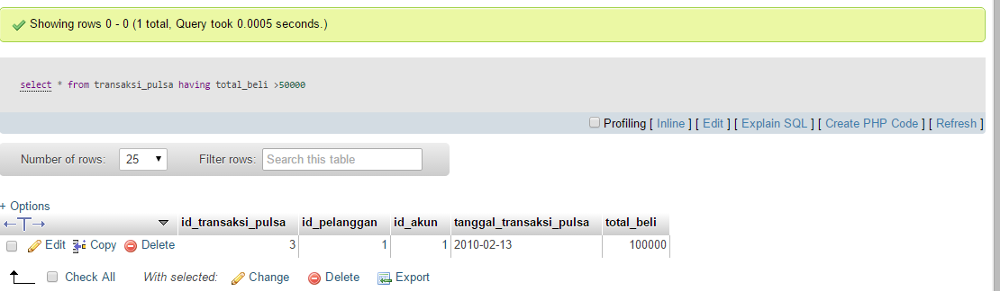 Showing rows 0 - 0 (1 total, Query took 0.0005 seconds.)
select * from transaksi_pulsa having total_beli >50000
Profiling [ Inline ] [ Edit ] [ Explain SQL ] [ Create PHP Code ] [ Refresh ]
Number of rows: 25 Filter rows: Search this table
+ Options
←T→ id_transaksi_pulsa id_pelanggan id_akun tanggal_transaksi_pulsa total_beli
Edit Copy Delete 3 1 1 2010-02-13 100000
Check All With selected: Change Delete Export